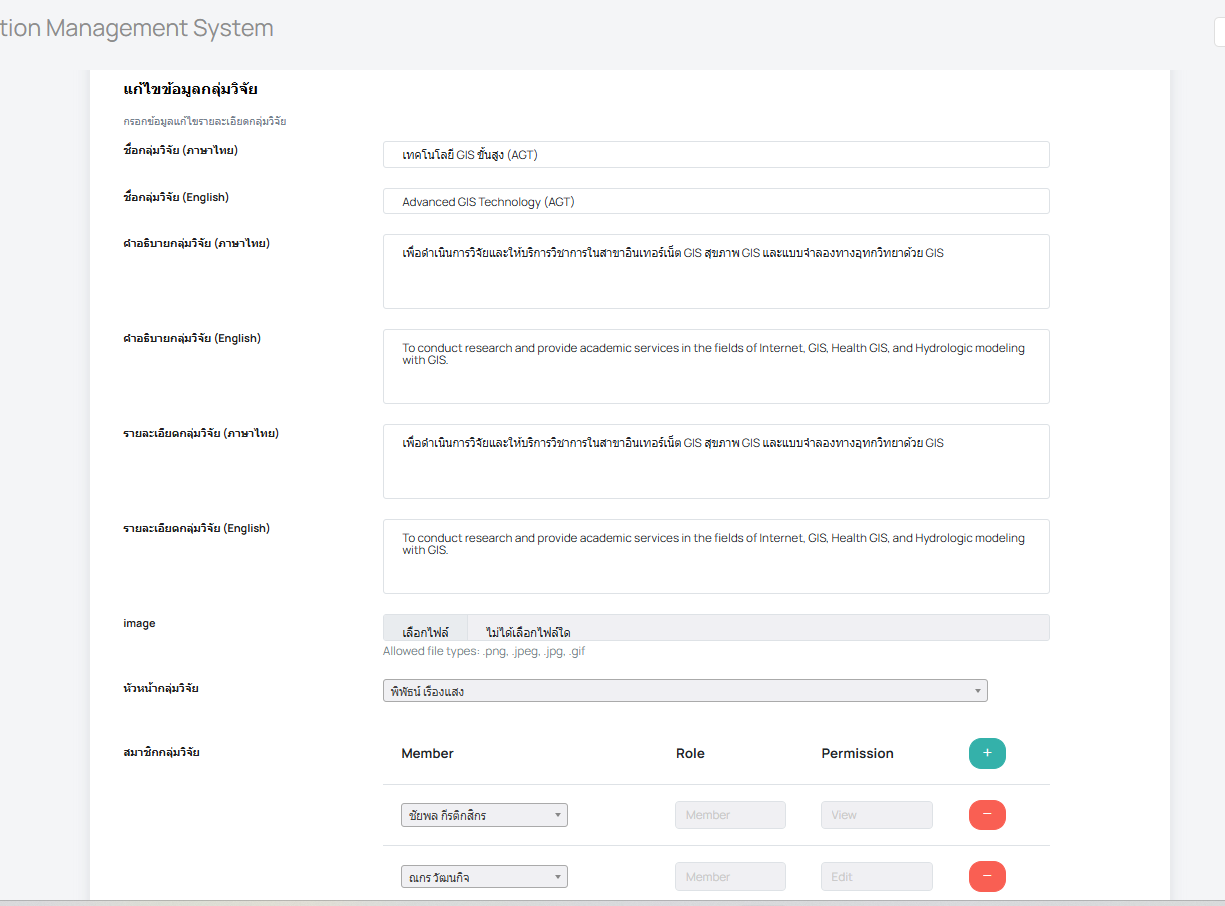 tion Management System
แก้ไขข้อมูลกลุ่มวิจัย
กรอกข้อมูลแก้ไขรายละเอียดกลุ่มวิจัย
ชื่อกลุ่มวิจัย (ภาษาไทย)
เทคโนโลยี GIS ขั้นสูง (AGT)
ชื่อกลุ่มวิจัย (English)
Advanced GIS Technology (AGT)
คำอธิบายกลุ่มวิจัย (ภาษาไทย)
เพื่อดำเนินการวิจัยและให้บริการวิชาการในสาขาอินเทอร์เน็ต GIS สุขภาพ GIS และแบบจำลองทางอุทกวิทยาด้วย GIS
คำอธิบายกลุ่มวิจัย (English)
To conduct research and provide academic services in the fields of Internet, GIS, Health GIS, and Hydrologic modeling
with GIS.
รายละเอียดกลุ่มวิจัย (ภาษาไทย)
เพื่อดำเนินการวิจัยและให้บริการวิชาการในสาขาอินเทอร์เน็ต GIS สุขภาพ GIS และแบบจำลองทางอุทกวิทยาด้วย GIS
รายละเอียดกลุ่มวิจัย (English)
To conduct research and provide academic services in the fields of Internet, GIS, Health GIS, and Hydrologic modeling
with GIS.
image
เลือกไฟล์ ไม่ได้เลือกไฟล์ใด
Allowed file types: .png, .jpeg, .jpg, .gif
หัวหน้ากลุ่มวิจัย
พิพัธน์ เรืองแสง
สมาชิกกลุ่มวิจัย
Member Role Permission +
ชัยพล กีรติกสิกร Member View −
ณกร วัฒนกิจ Member Edit −